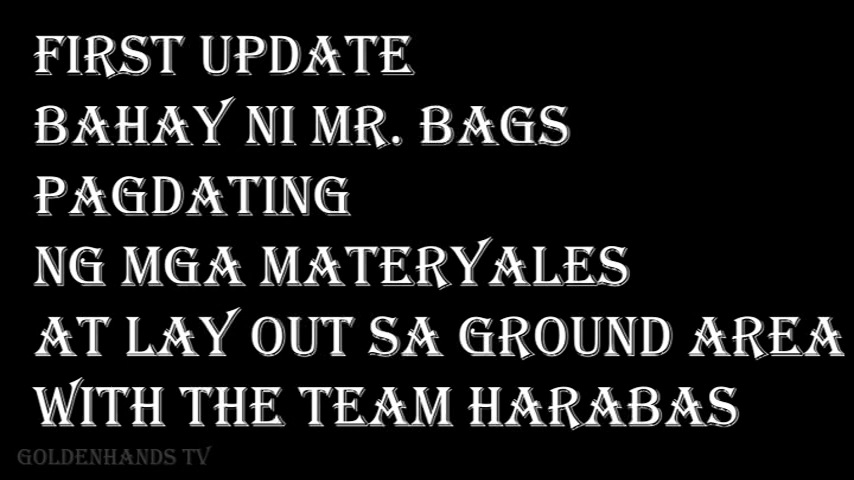 FIRST UPDATE
BAHAY NI MR. BAGS
PAGDATING
NG MGA MATERYALES
AT LAY OUT SA GROUND AREA
WITH THE TEAM HARABAS
GOLDENHANDS TV